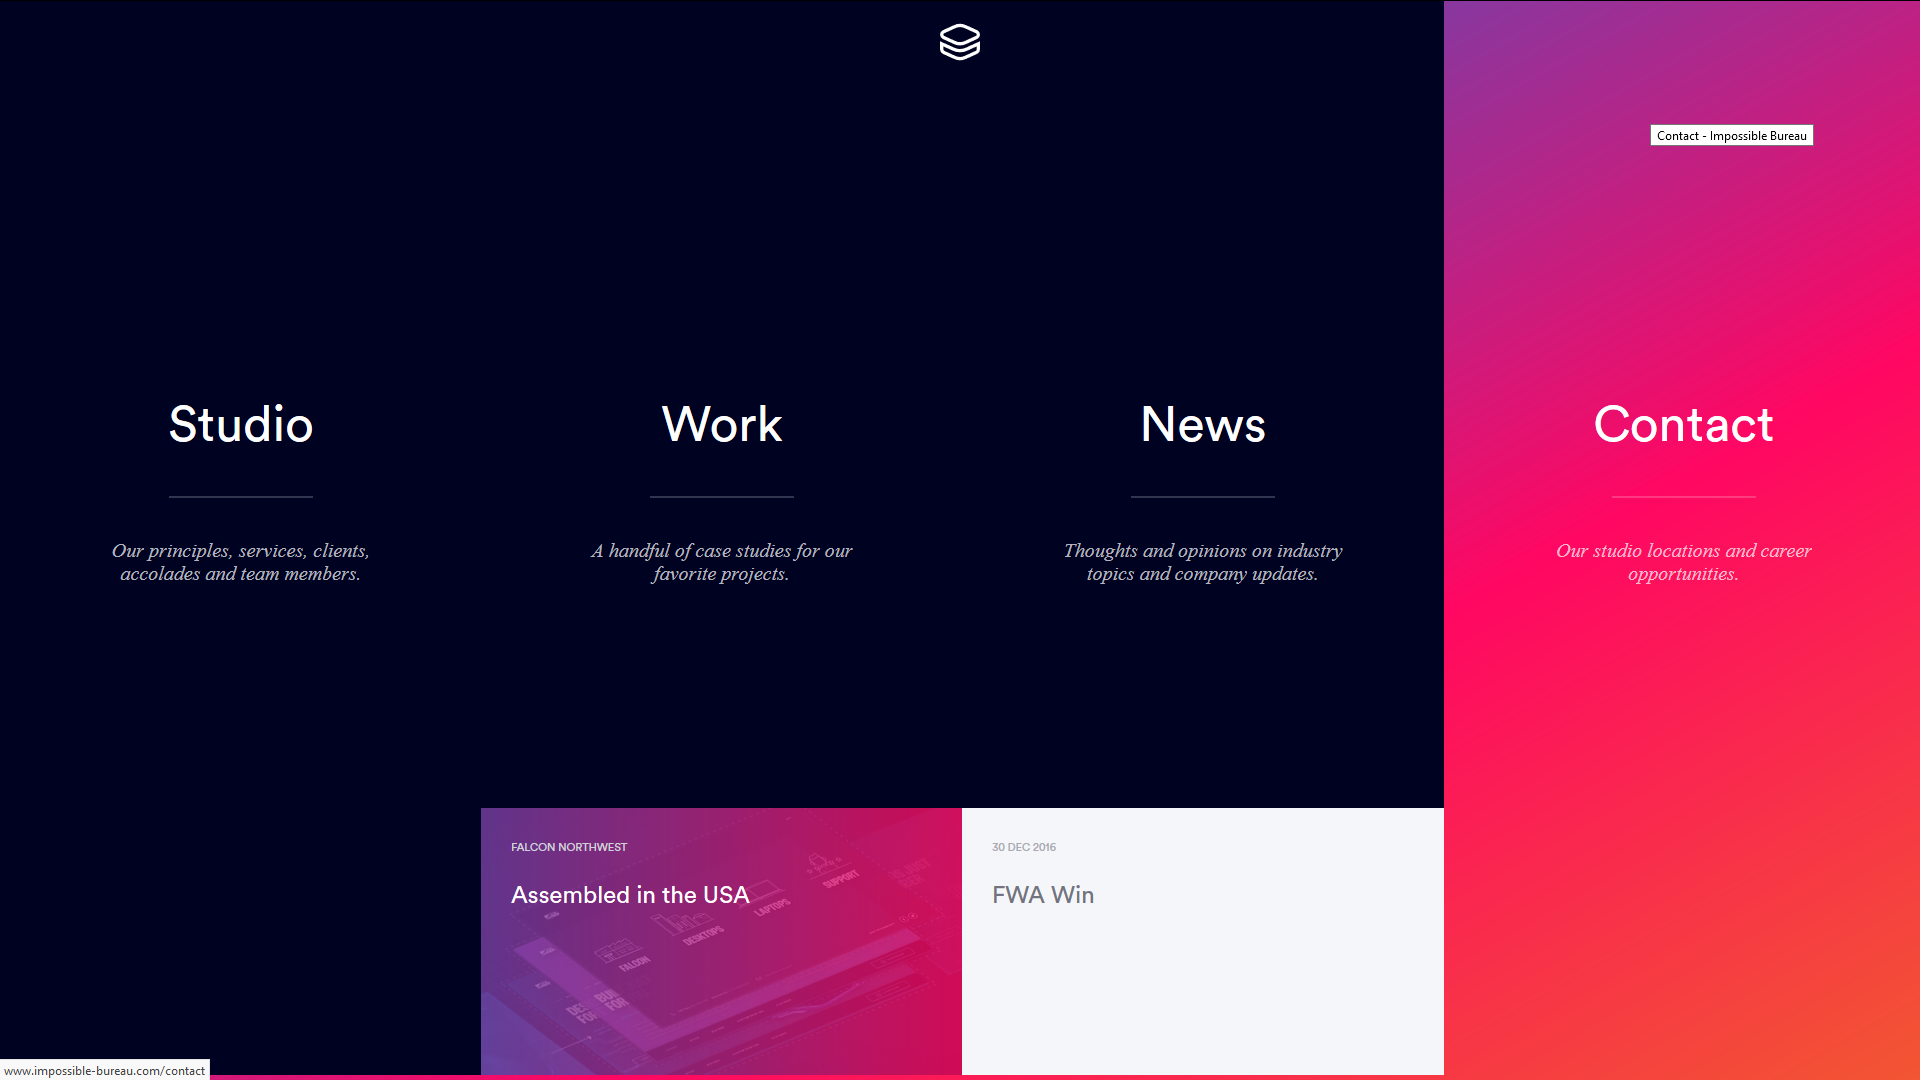 Contact - Impossible Bureau
Studio
Our principles, services, clients,
accolades and team members.
Work
A handful of case studies for our
favorite projects.
News
Thoughts and opinions on industry
topics and company updates.
Contact
Our studio locations and career
opportunities.
FALCON NORTHWEST
Assembled in the USA
SUPPORT
LAPTOPS
DESKTOPS
FALCON
30 DEC 2016
FWA Win
www.impossible-bureau.com/contact